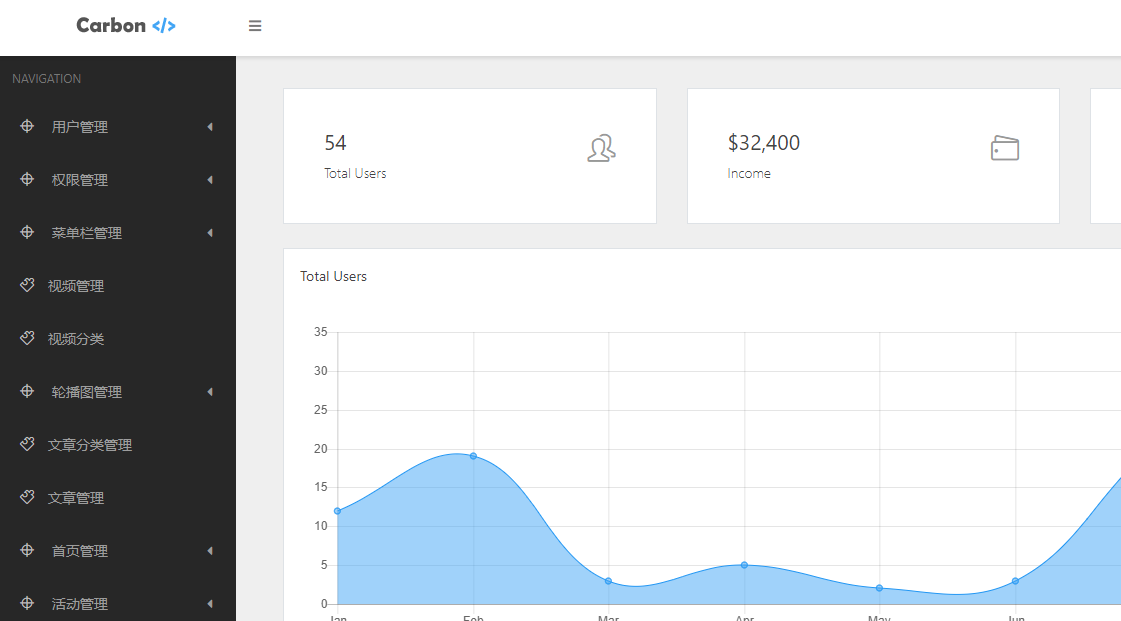 Carbon </>
NAVIGATION
用户管理
权限管理
菜单栏管理
视频管理
视频分类
轮播图管理
文章分类管理
文章管理
首页管理
活动管理
54
Total Users
$32,400
Income
Total Users
35
30
25
20
15
10
5
0
Jan Feb Mar Apr May Jun